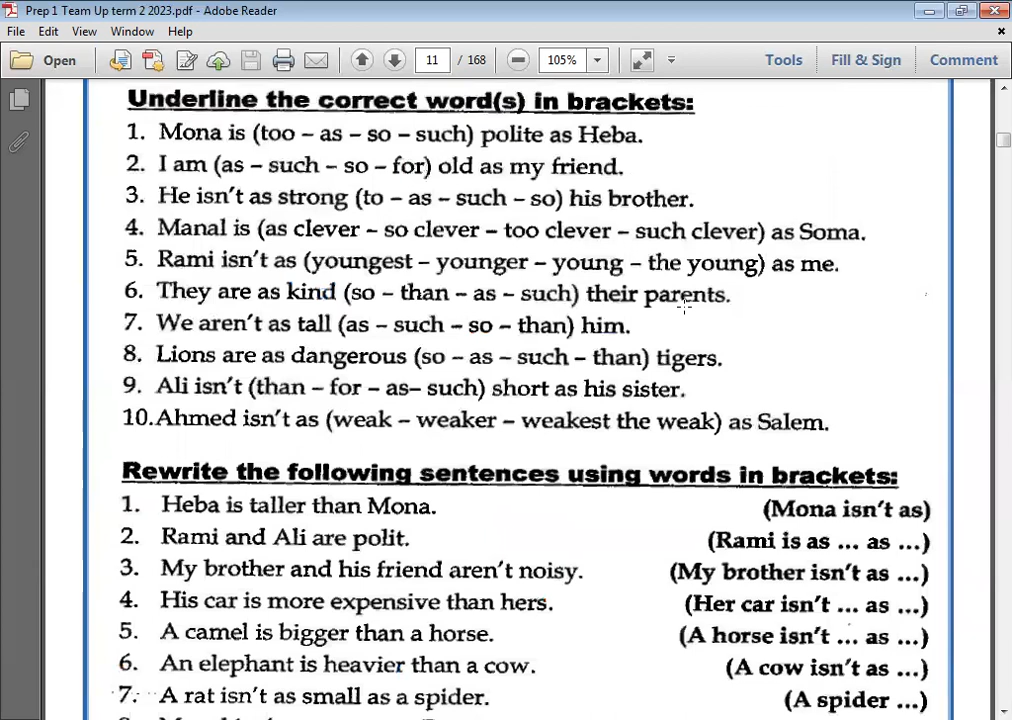 Prep 1 Team Up term 2 2023.pdf - Adobe Reader
File Edit View Window Help
Open 11 / 168 105% Tools Fill & Sign Comment
Underline the correct word(s) in brackets:
1. Mona is (too – as – so – such) polite as Heba.
2. I am (as – such – so – for) old as my friend.
3. He isn't as strong (to – as – such – so) his brother.
4. Manal is (as clever – so clever – too clever – such clever) as Soma.
5. Rami isn't as (youngest – younger – young – the young) as me.
6. They are as kind (so – than – as – such) their parents.
7. We aren't as tall (as – such – so – than) him.
8. Lions are as dangerous (so – as – such – than) tigers.
9. Ali isn't (than – for – as– such) short as his sister.
10.Ahmed isn't as (weak – weaker – weakest the weak) as Salem.
Rewrite the following sentences using words in brackets:
1. Heba is taller than Mona. (Mona isn't as)
2. Rami and Ali are polit. (Rami is as ... as ...)
3. My brother and his friend aren't noisy. (My brother isn't as ...)
4. His car is more expensive than hers. (Her car isn't ... as ...)
5. A camel is bigger than a horse. (A horse isn't ... as ...)
6. An elephant is heavier than a cow. (A cow isn't as ...)
7. A rat isn't as small as a spider. (A spider ...)